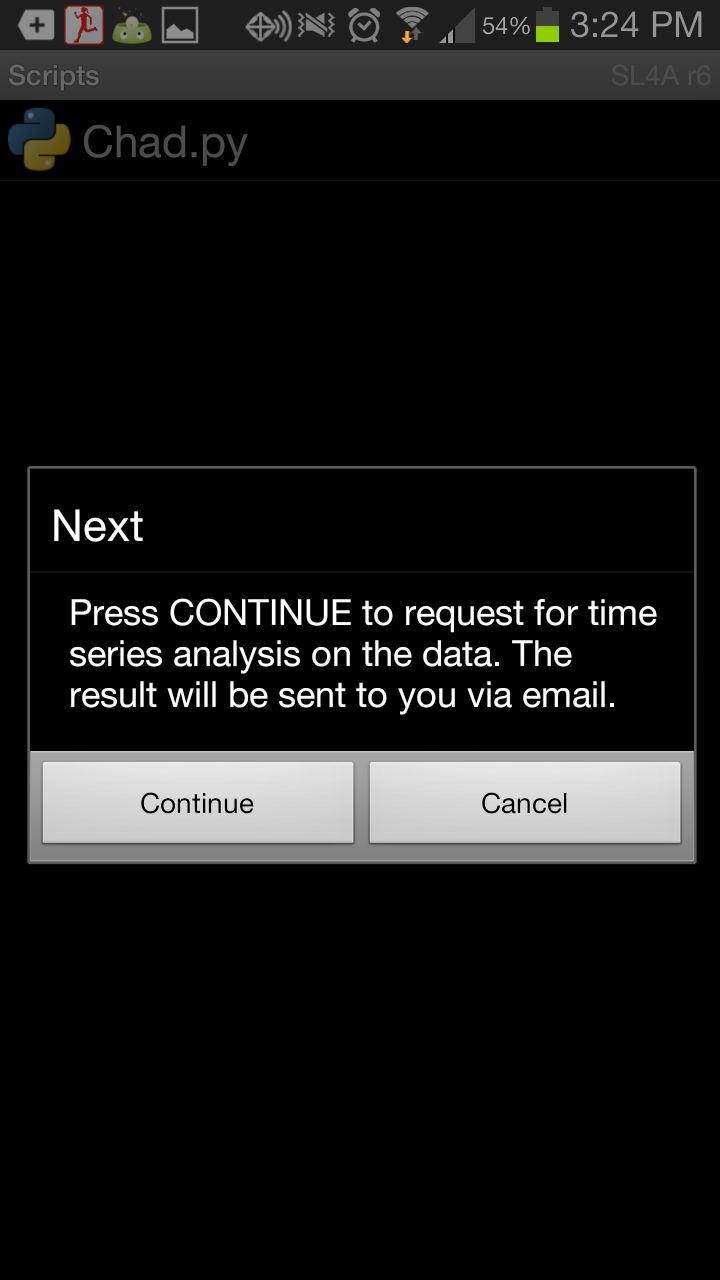 54% 3:24 PM
Scripts SL4A r6
Chad.py
Next
Press CONTINUE to request for time
series analysis on the data. The
result will be sent to you via email.
Continue Cancel